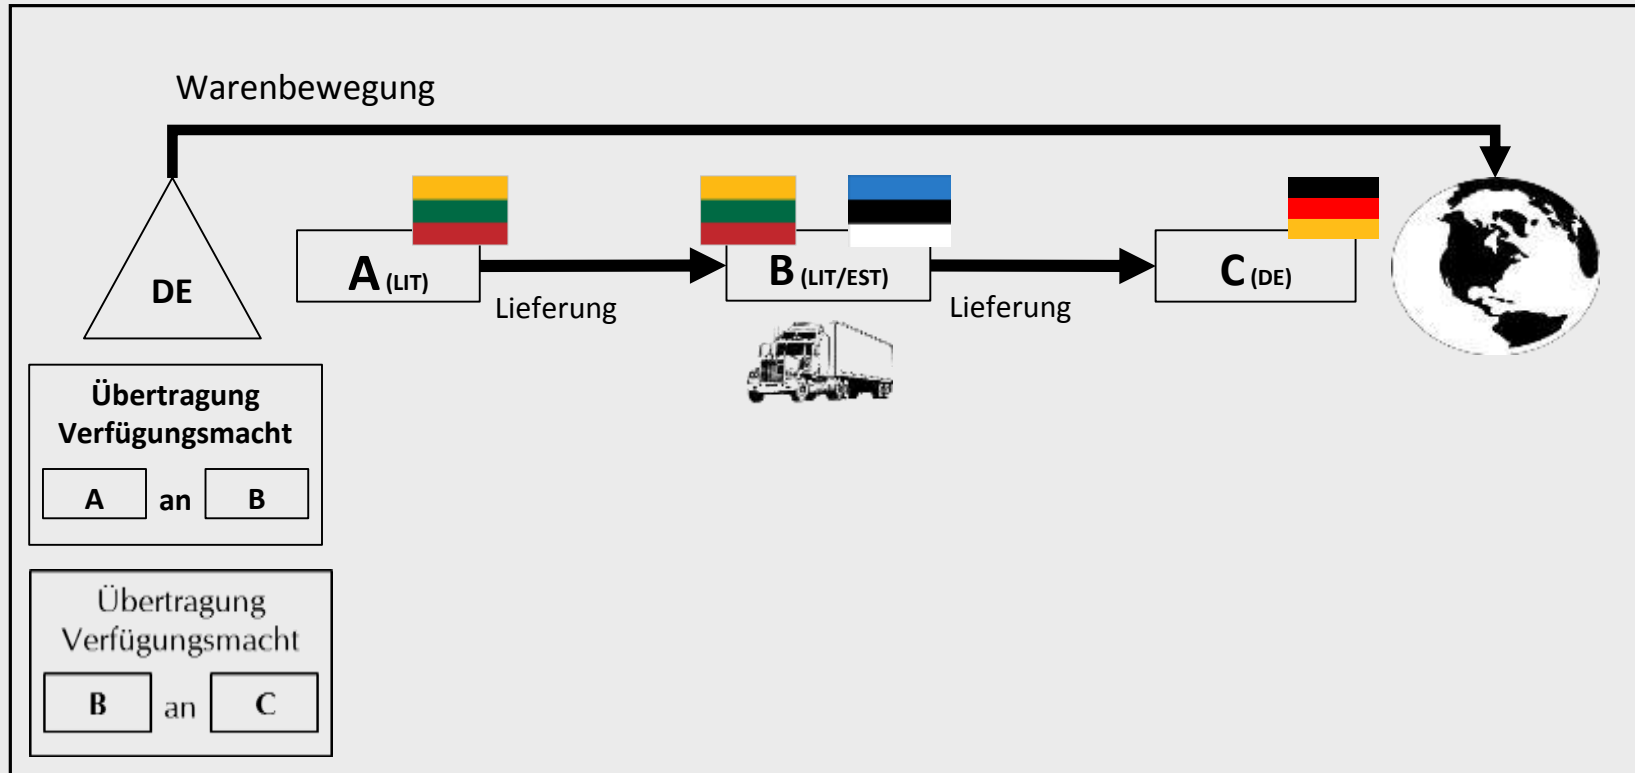 Warenbewegung
DE
A (LIT)
Lieferung
B (LIT/EST)
Lieferung
C (DE)
Übertragung
Verfügungsmacht
A an B
Übertragung
Verfügungsmacht
B an C